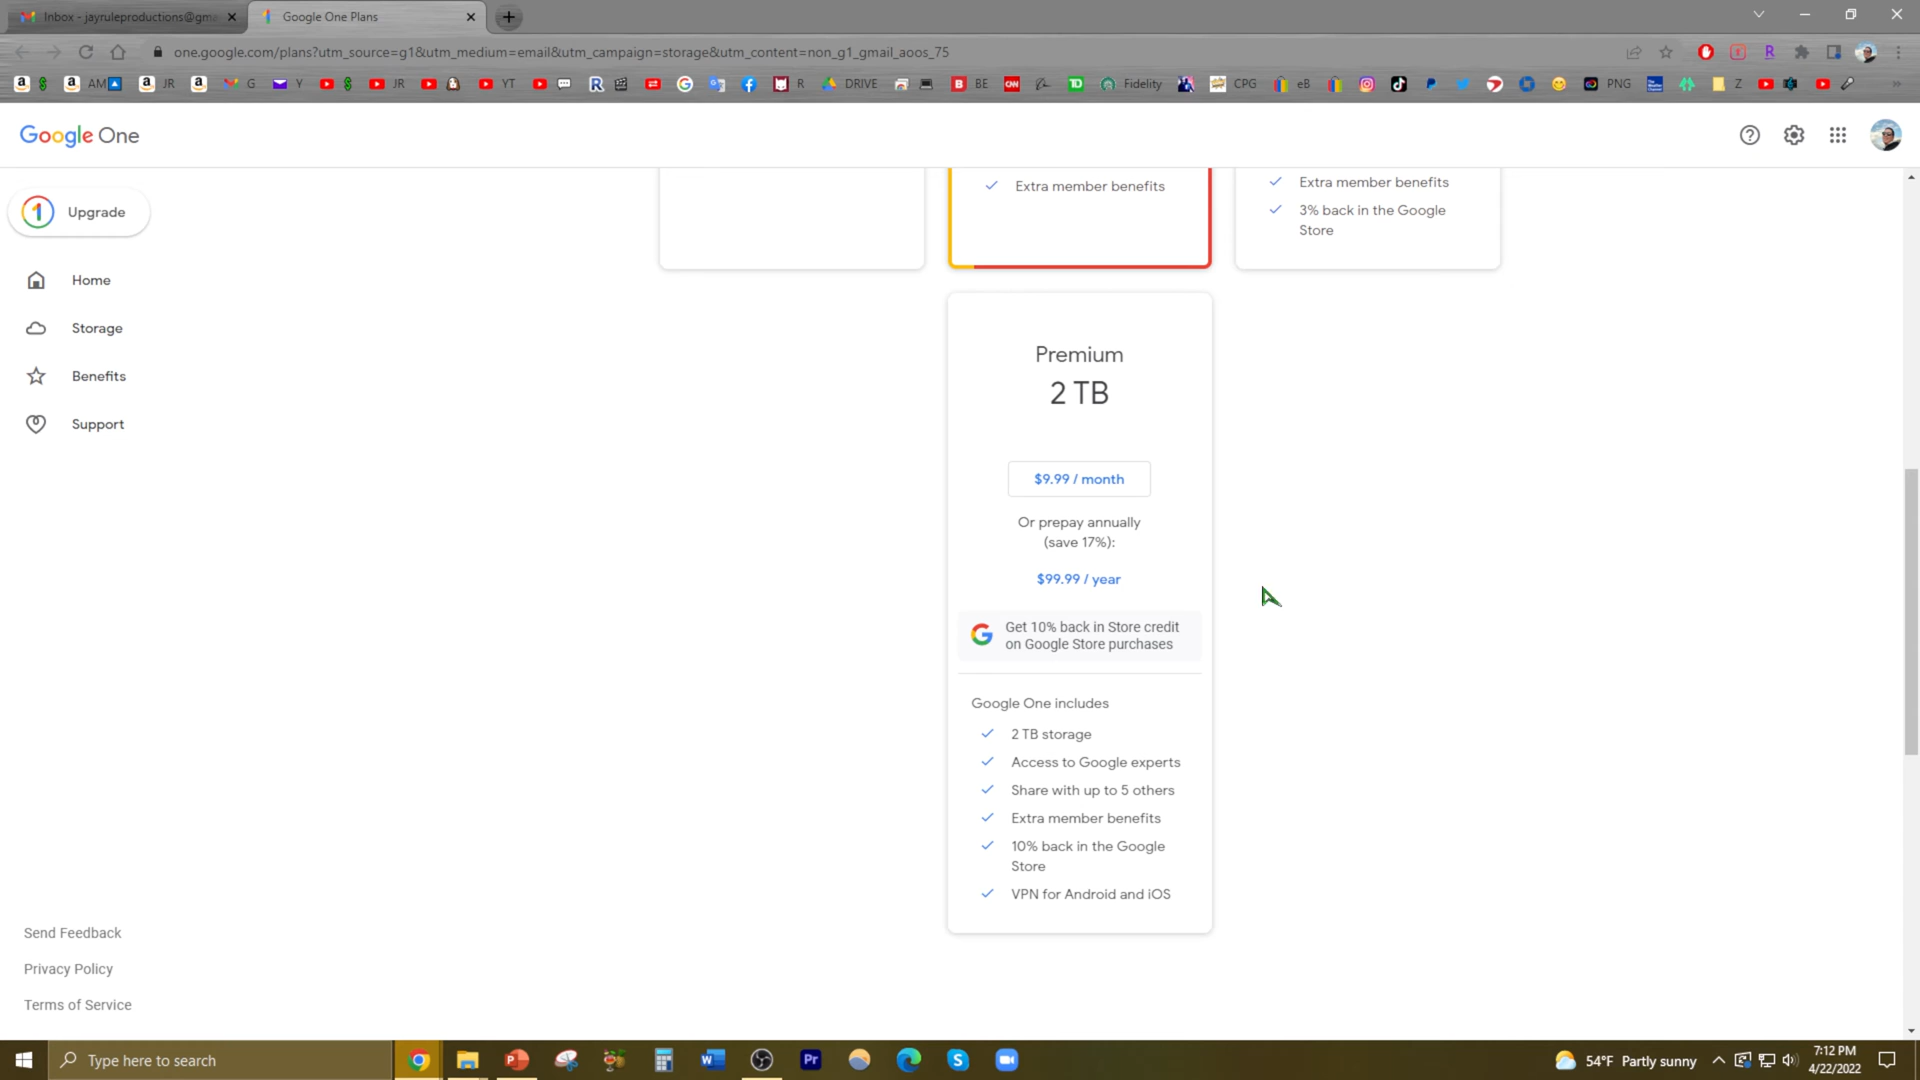 Inbox - jayruleproductions@gma
Google One Plans
one.google.com/plans?utm_source=g1&utm_medium=email&utm_campaign=storage&utm_content=non_g1_gmail_aoos_75
AM
JR
G
Y
JR
YT
R
DRIVE
BE
CNN
TD
Fidelity
CPG
eB
PNG
Z
Google One
Upgrade
Home
Storage
Benefits
Support
Extra member benefits
Extra member benefits
3% back in the Google
Store
Premium
2 TB
$9.99 / month
Or prepay annually
(save 17%):
$99.99 / year
Get 10% back in Store credit
on Google Store purchases
Google One includes
2 TB storage
Access to Google experts
Share with up to 5 others
Extra member benefits
10% back in the Google
Store
VPN for Android and iOS
Send Feedback
Privacy Policy
Terms of Service
Type here to search
54°F Partly sunny
7:12 PM
4/22/2022